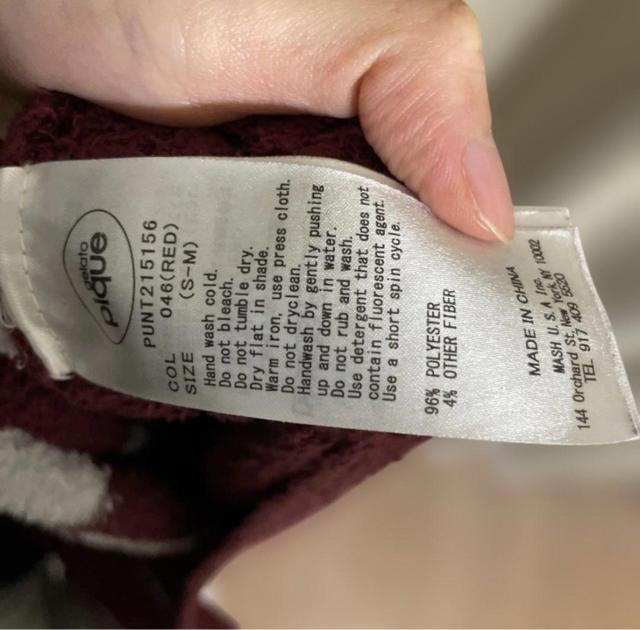 gelato
pique
PUNT215156
COL 046(RED)
SIZE (S-M)
Hand wash cold.
Do not bleach.
Do not tumble dry.
Dry flat in shade.
Warm iron, use press cloth.
Do not dryclean.
Handwash by gently pushing
up and down in water.
Do not rub and wash.
Use detergent that does not
contain fluorescent agent.
Use a short spin cycle.
96% POLYESTER
4% OTHER FIBER
MADE IN CHINA
MASH U.S.A Inc.
144 Orchard St, New York, NY 10002
TEL 917 409 5620